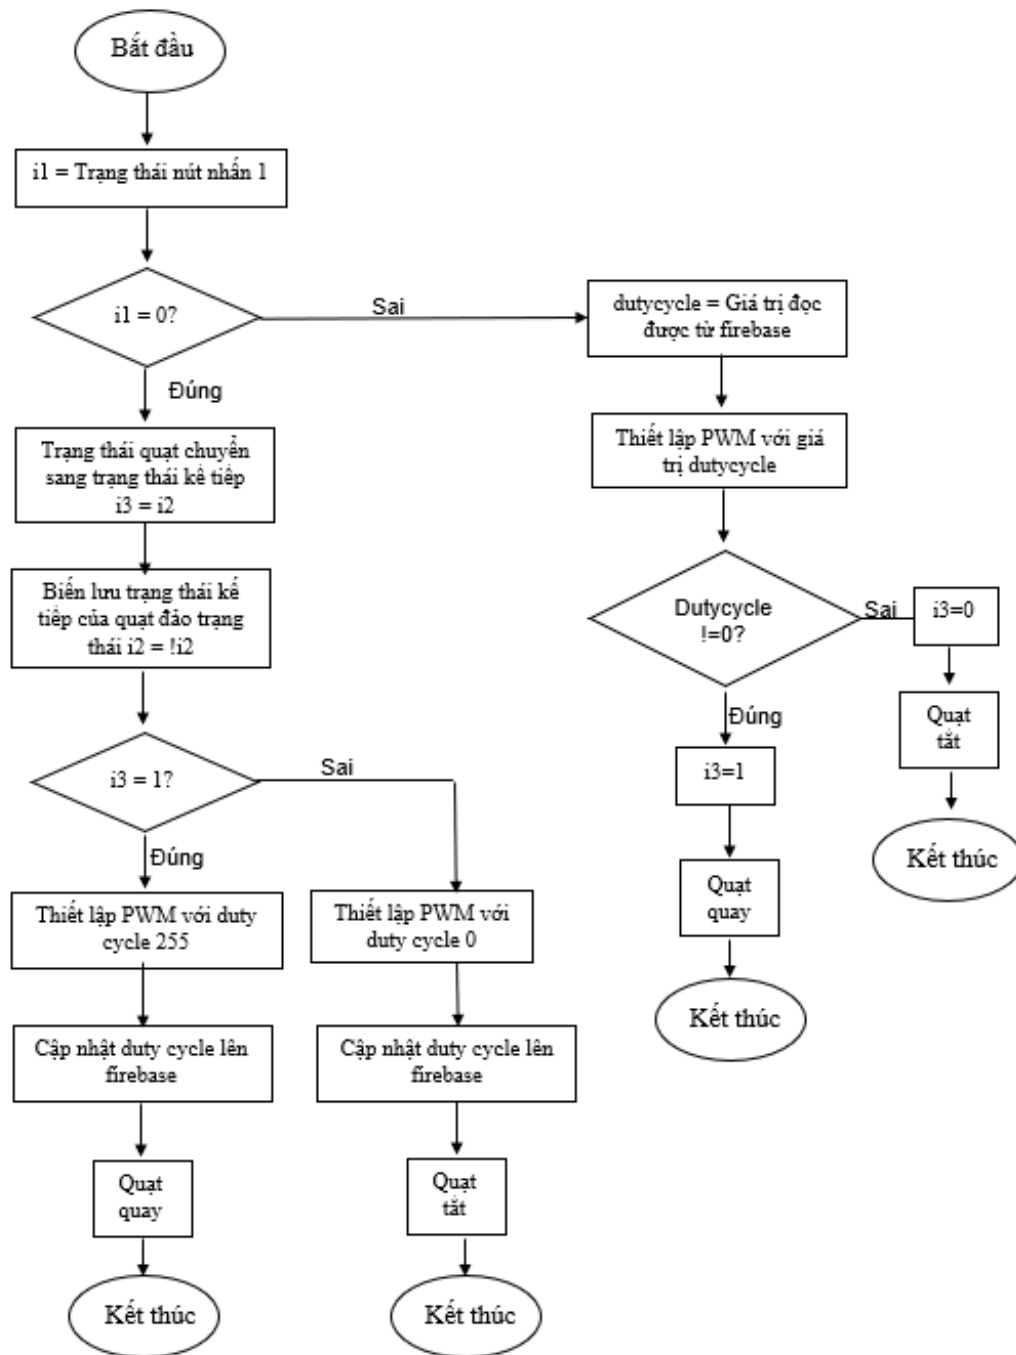 Bắt đầu
i1 = Trạng thái nút nhấn 1
i1 = 0?
Sai
Đúng
dutycycle = Giá trị đọc
được từ firebase
Trạng thái quạt chuyển
sang trạng thái kế tiếp
i3 = i2
Thiết lập PWM với giá
trị dutycycle
Biến lưu trạng thái kế
tiếp của quạt đảo trạng
thái i2 = !i2
Dutycycle
!=0?
Sai
i3=0
Đúng
Quạt
tắt
i3 = 1?
Sai
i3=1
Đúng
Kết thúc
Thiết lập PWM với duty
cycle 255
Thiết lập PWM với
duty cycle 0
Quạt
quay
Kết thúc
Cập nhật duty cycle lên
firebase
Cập nhật duty cycle lên
firebase
Quạt
quay
Quạt
tắt
Kết thúc
Kết thúc